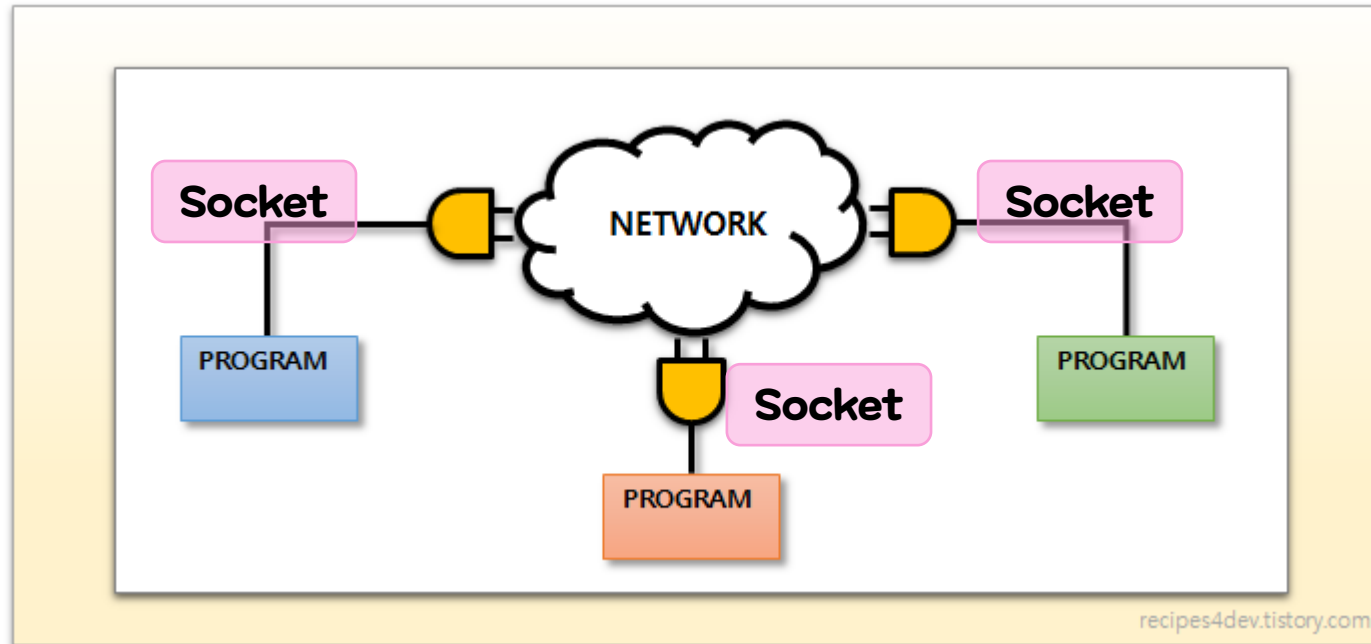 Socket
NETWORK
Socket
PROGRAM
PROGRAM
Socket
PROGRAM
recipes4dev.tistory.com